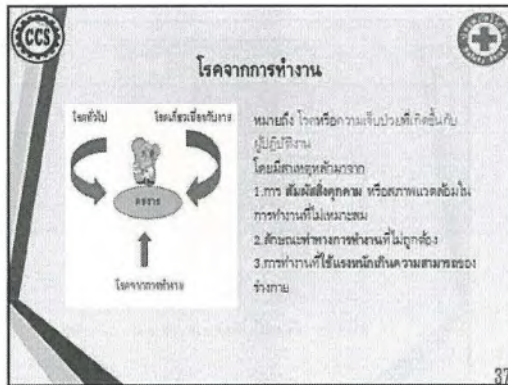 CCS
โรคจากการทำงาน
โรคทั่วไป
โรคเกี่ยวเนื่องกับงาน
คนงาน
โรคจากการทำงาน
หมายถึง โรคหรือความเจ็บป่วยที่เกิดขึ้นกับ
ผู้ปฏิบัติงาน
โดยมีสาเหตุหลักมาจาก
1.การ สัมผัสสิ่งคุกคาม หรือสภาพแวดล้อมใน
การทำงานที่ไม่เหมาะสม
2.ลักษณะท่าทางการทำงานที่ไม่ถูกต้อง
3.การทำงานที่ใช้แรงหนักเกินความสามารถของ
ร่างกาย
37